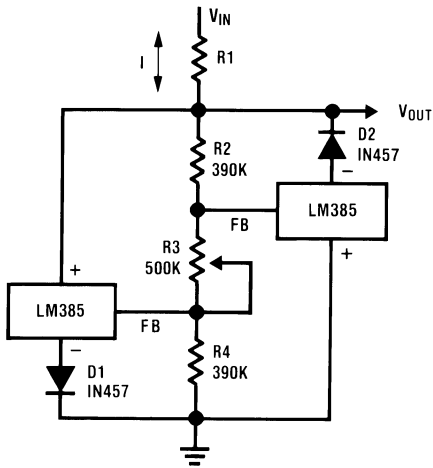 VIN
I
R1
VOUT
D2
IN457
R2
390K
−
LM385
FB
+
R3
500K
+
LM385
FB
−
R4
390K
D1
IN457